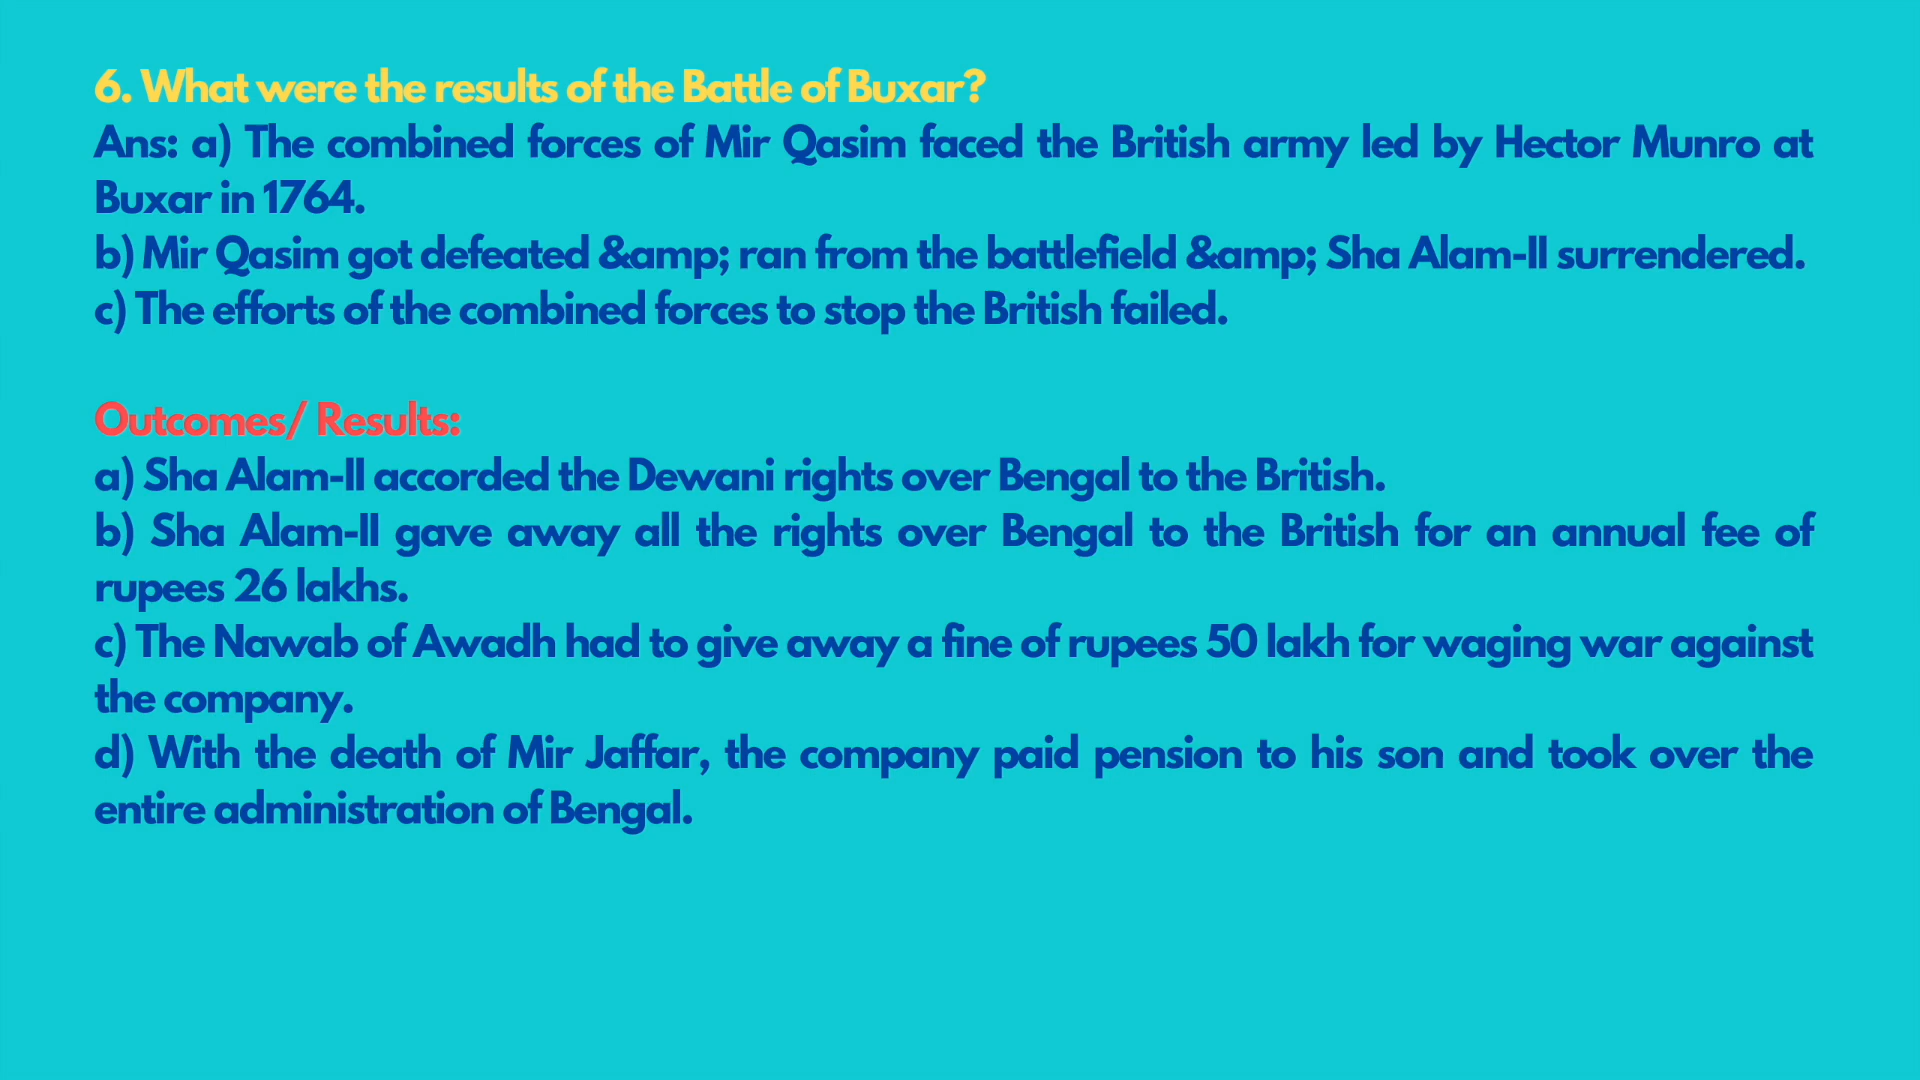 6. What were the results of the Battle of Buxar?
Ans: a) The combined forces of Mir Qasim faced the British army led by Hector Munro at
Buxar in 1764.
b) Mir Qasim got defeated &amp; ran from the battlefield &amp; Sha Alam-II surrendered.
c) The efforts of the combined forces to stop the British failed.
Outcomes/ Results:
a) Sha Alam-II accorded the Dewani rights over Bengal to the British.
b) Sha Alam-II gave away all the rights over Bengal to the British for an annual fee of
rupees 26 lakhs.
c) The Nawab of Awadh had to give away a fine of rupees 50 lakh for waging war against
the company.
d) With the death of Mir Jaffar, the company paid pension to his son and took over the
entire administration of Bengal.